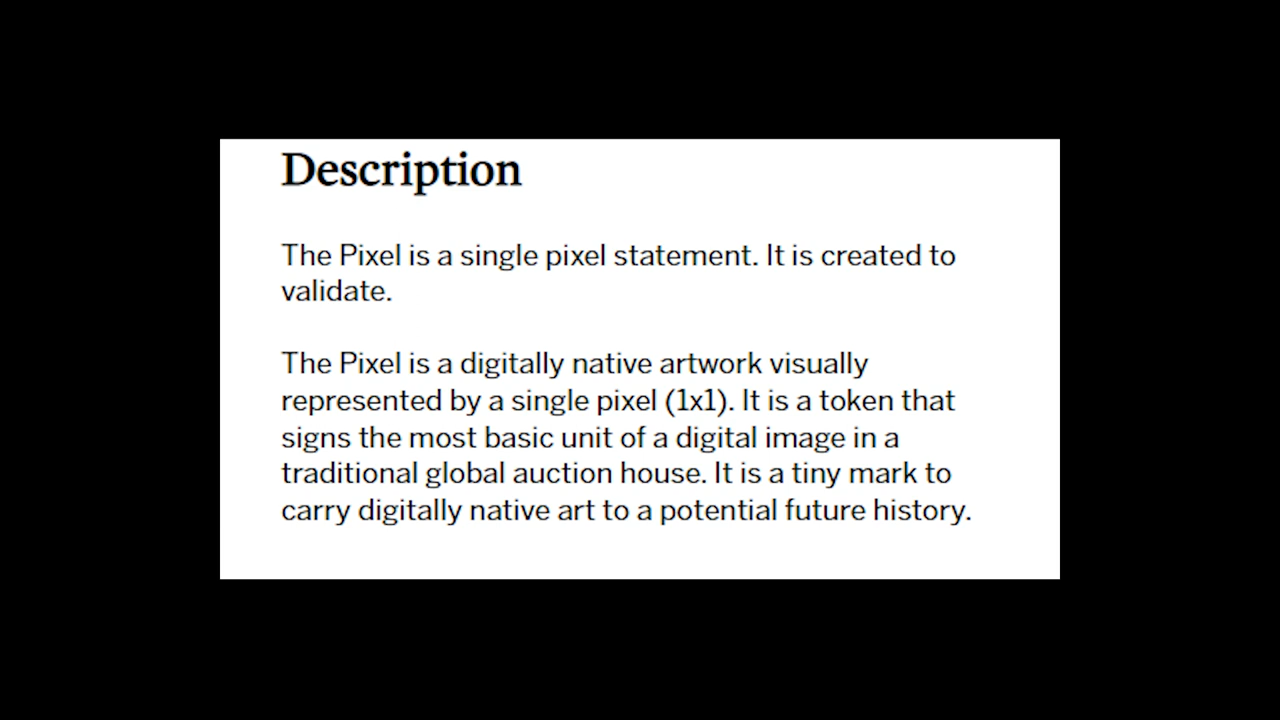 Description
The Pixel is a single pixel statement. It is created to
validate.
The Pixel is a digitally native artwork visually
represented by a single pixel (1x1). It is a token that
signs the most basic unit of a digital image in a
traditional global auction house. It is a tiny mark to
carry digitally native art to a potential future history.